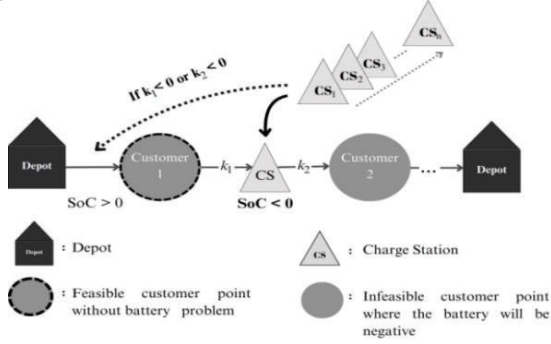 If k₁< 0 or k₂< 0
CS₁
CS₂
CS₃
CSₙ
Depot
Customer
1
k₁
CS
k₂
Customer
2
...
Depot
SoC > 0
SoC < 0
Depot
: Depot
CS
: Charge Station
: Feasible customer point
without battery problem
: Infeasible customer point
where the battery will be
negative